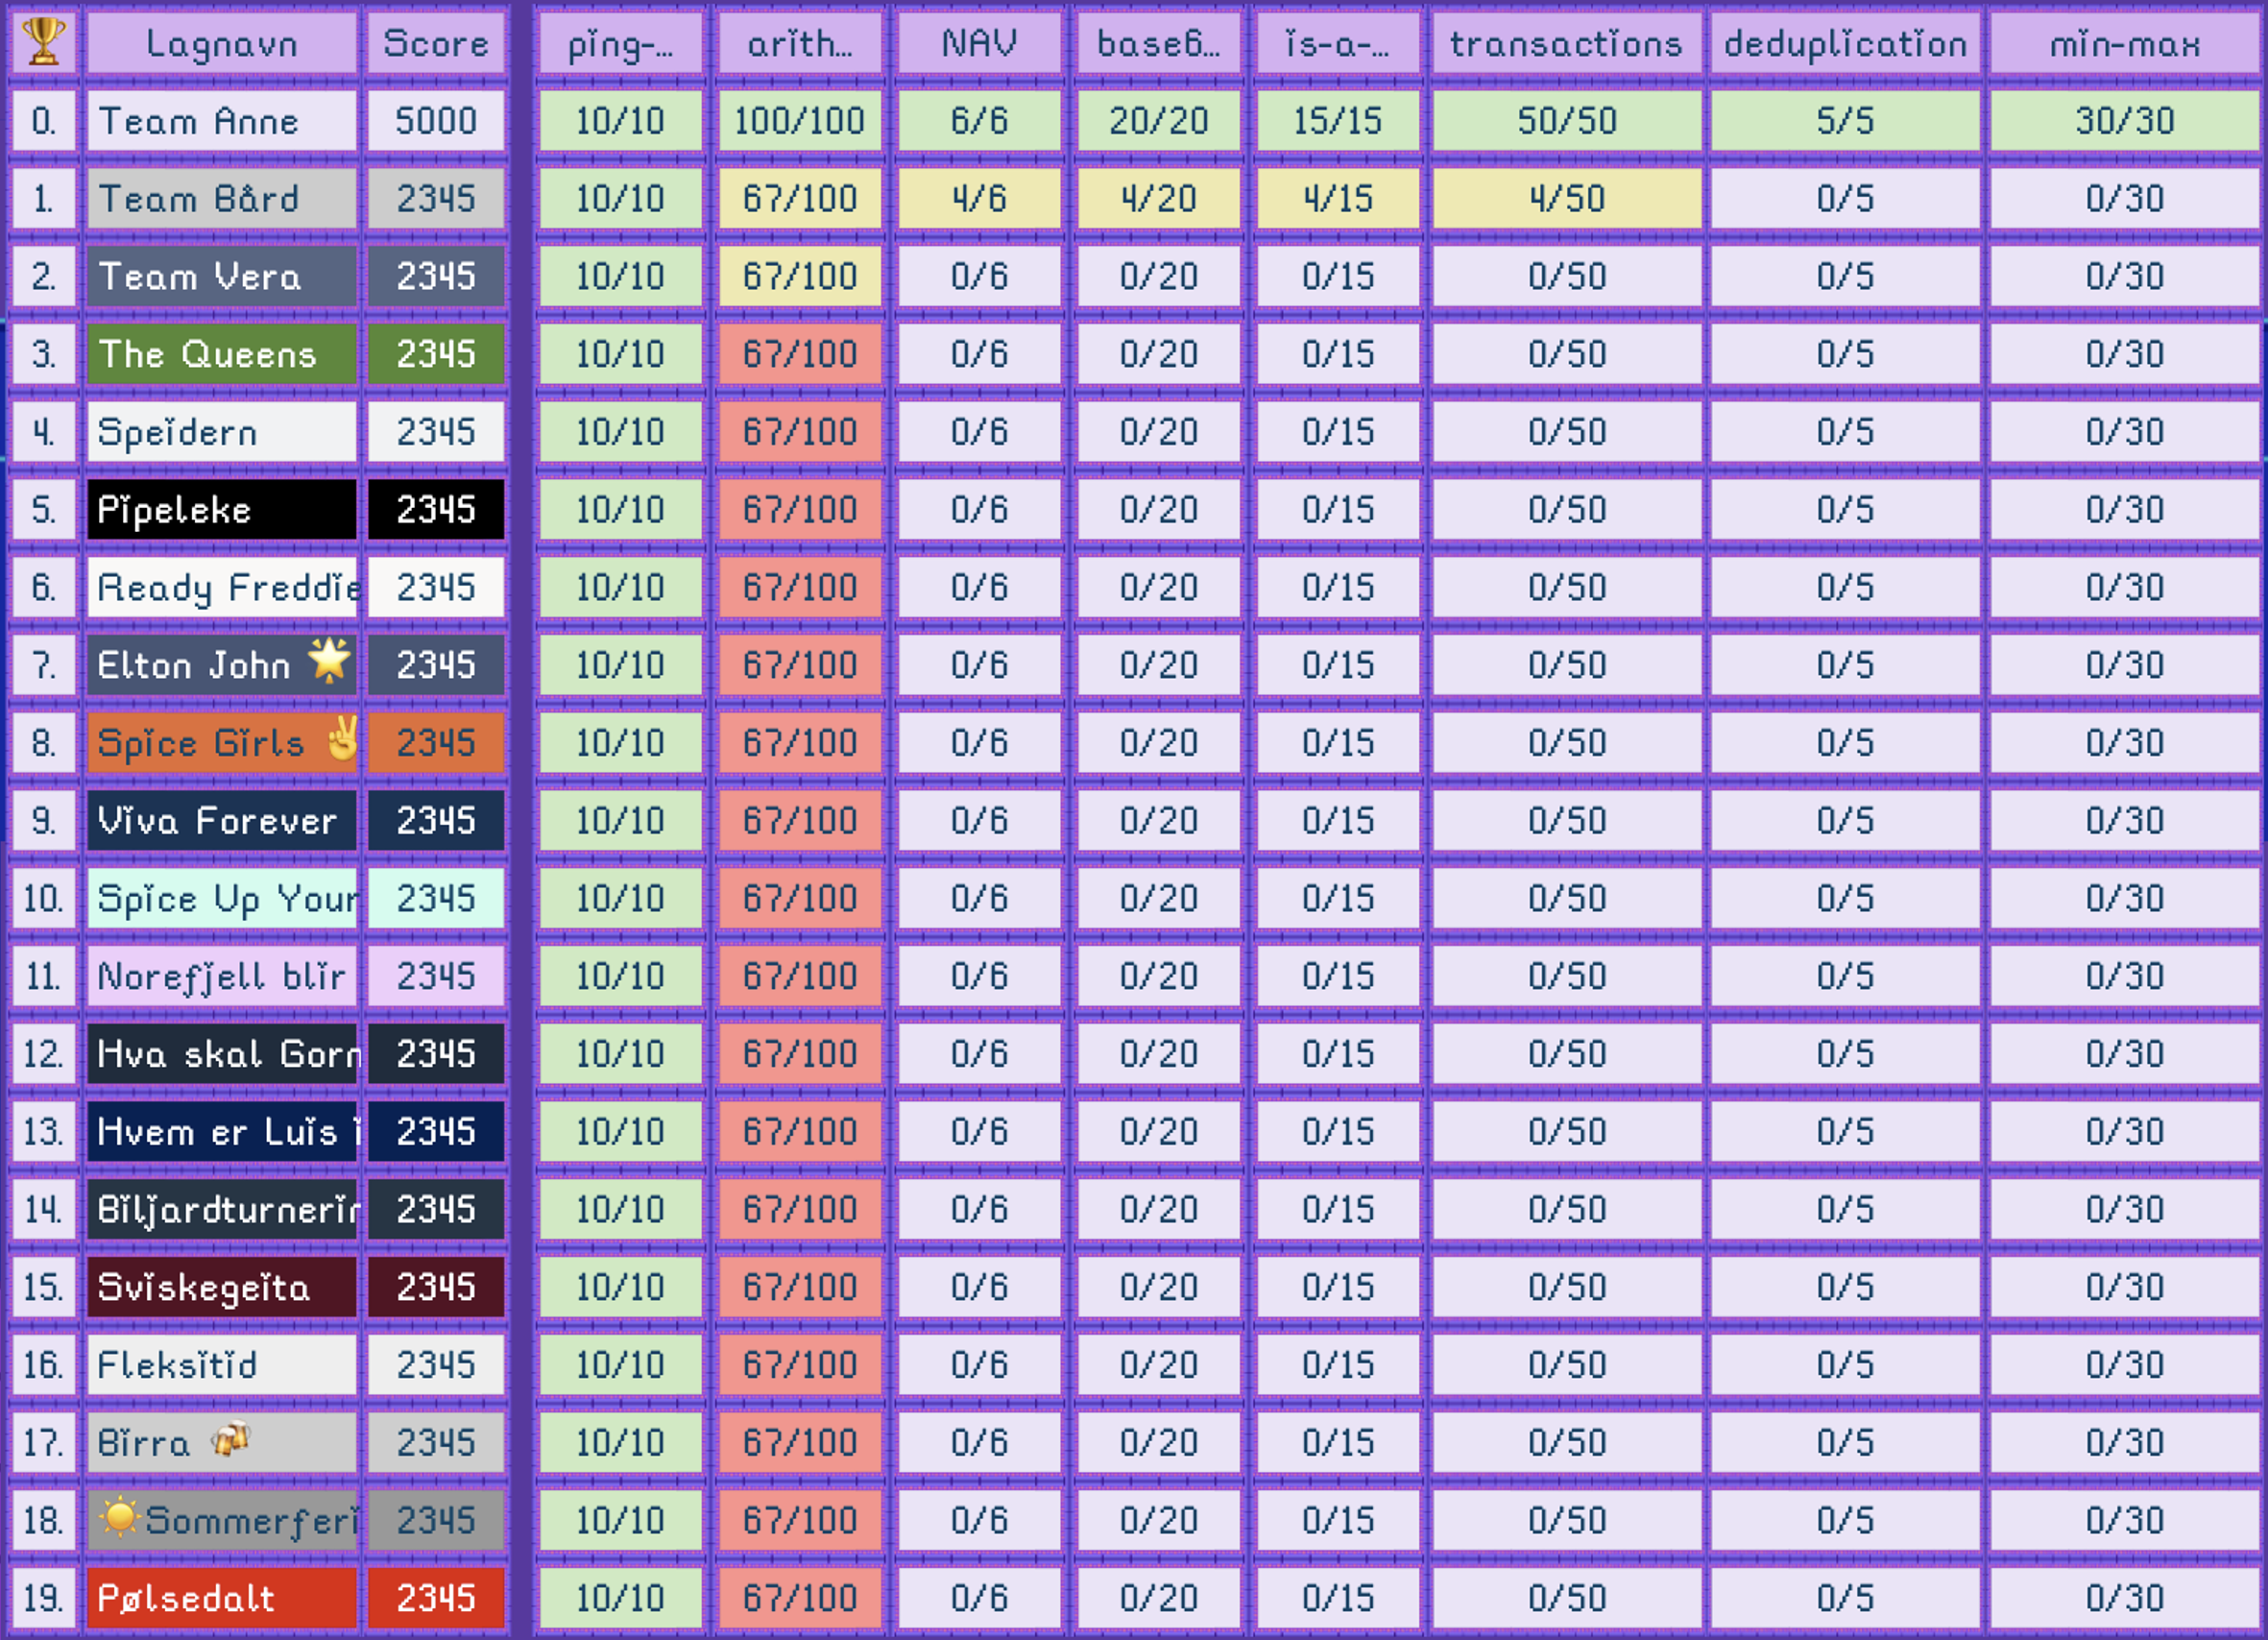 Lagnavn Score ping-… arith… NAV base6… is-a-… transactions deduplication min-max
0. Team Anne 5000 10/10 100/100 6/6 20/20 15/15 50/50 5/5 30/30
1. Team Bård 2345 10/10 67/100 4/6 4/20 4/15 4/50 0/5 0/30
2. Team Vera 2345 10/10 67/100 0/6 0/20 0/15 0/50 0/5 0/30
3. The Queens 2345 10/10 67/100 0/6 0/20 0/15 0/50 0/5 0/30
4. Speidern 2345 10/10 67/100 0/6 0/20 0/15 0/50 0/5 0/30
5. Pipeleke 2345 10/10 67/100 0/6 0/20 0/15 0/50 0/5 0/30
6. Ready Freddie 2345 10/10 67/100 0/6 0/20 0/15 0/50 0/5 0/30
7. Elton John 🌟 2345 10/10 67/100 0/6 0/20 0/15 0/50 0/5 0/30
8. Spice Girls ✌️ 2345 10/10 67/100 0/6 0/20 0/15 0/50 0/5 0/30
9. Viva Forever 2345 10/10 67/100 0/6 0/20 0/15 0/50 0/5 0/30
10. Spice Up Your 2345 10/10 67/100 0/6 0/20 0/15 0/50 0/5 0/30
11. Norefjell blir 2345 10/10 67/100 0/6 0/20 0/15 0/50 0/5 0/30
12. Hva skal Gorn 2345 10/10 67/100 0/6 0/20 0/15 0/50 0/5 0/30
13. Hvem er Luis i 2345 10/10 67/100 0/6 0/20 0/15 0/50 0/5 0/30
14. Biljardturnerin 2345 10/10 67/100 0/6 0/20 0/15 0/50 0/5 0/30
15. Sviskegeita 2345 10/10 67/100 0/6 0/20 0/15 0/50 0/5 0/30
16. Fleksitid 2345 10/10 67/100 0/6 0/20 0/15 0/50 0/5 0/30
17. Birra 🍻 2345 10/10 67/100 0/6 0/20 0/15 0/50 0/5 0/30
18. ☀️Sommerferi 2345 10/10 67/100 0/6 0/20 0/15 0/50 0/5 0/30
19. Pølsedalt 2345 10/10 67/100 0/6 0/20 0/15 0/50 0/5 0/30